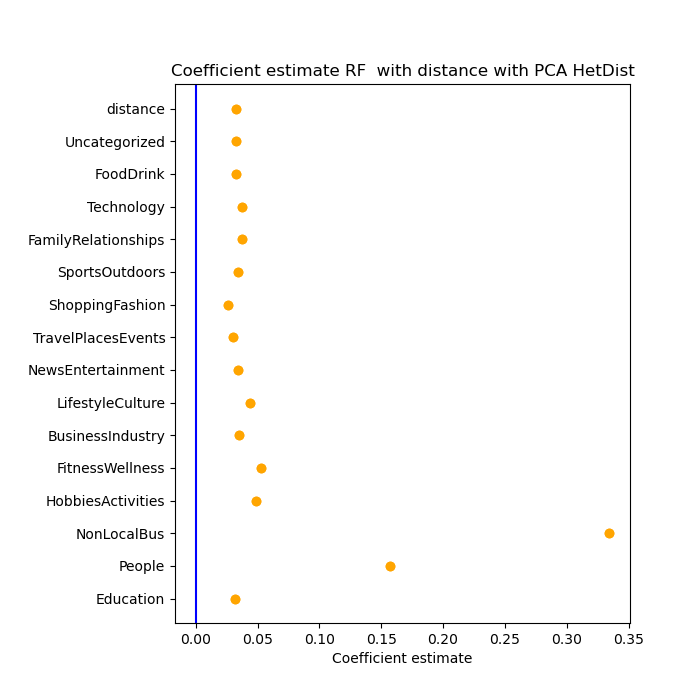 Coefficient estimate RF  with distance with PCA HetDist
distance
Uncategorized
FoodDrink
Technology
FamilyRelationships
SportsOutdoors
ShoppingFashion
TravelPlacesEvents
NewsEntertainment
LifestyleCulture
BusinessIndustry
FitnessWellness
HobbiesActivities
NonLocalBus
People
Education
0.00 0.05 0.10 0.15 0.20 0.25 0.30 0.35
Coefficient estimate